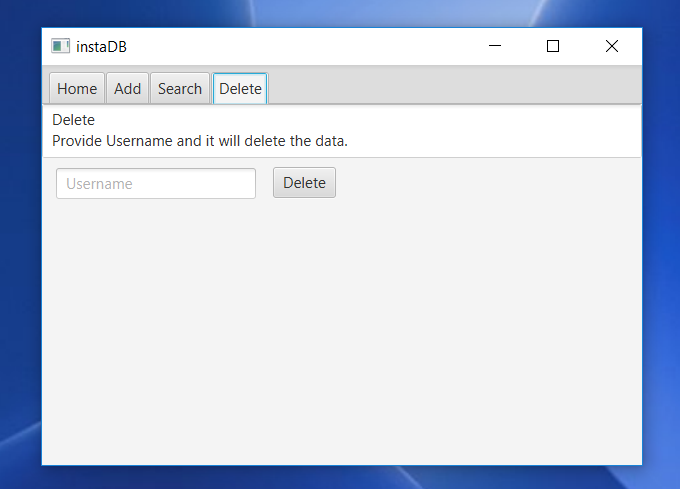 instaDB
Home Add Search Delete
Delete
Provide Username and it will delete the data.
Username Delete